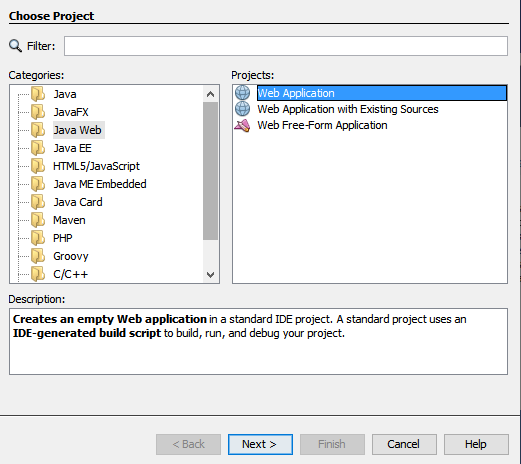 Choose Project
Filter:
Categories:
Java
JavaFX
Java Web
Java EE
HTML5/JavaScript
Java ME Embedded
Java Card
Maven
PHP
Groovy
C/C++
Projects:
Web Application
Web Application with Existing Sources
Web Free-Form Application
Description:
Creates an empty Web application in a standard IDE project. A standard project uses an
IDE-generated build script to build, run, and debug your project.
< Back
Next >
Finish
Cancel
Help